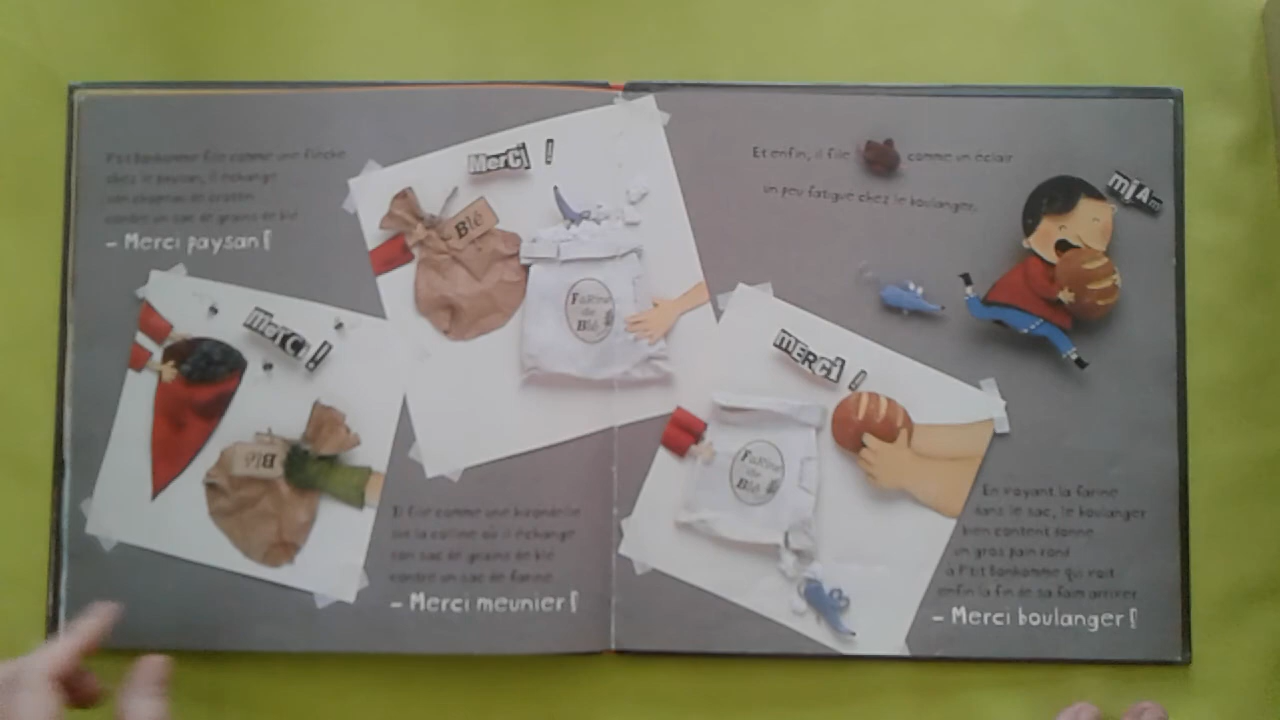 P'tit Bonhomme file comme une flèche
chez le paysan, il échange
son chapeau de
contre un sac de grains de blé
– Merci paysan !
Merci !
Blé
Merci !
Blé
Farine
de
Blé
Il file comme une hirondelle
sur la colline où il échange
son sac de grains de blé
contre un sac de farine
– Merci meunier !
Et enfin, il file comme un éclair
un peu fatigué chez le boulanger.
miam
merci !
Farine
de
Blé
En voyant la farine
dans le sac, le boulanger
bien content donne
un gros pain rond
à P'tit Bonhomme qui voit
enfin la fin de sa faim arriver
– Merci boulanger !